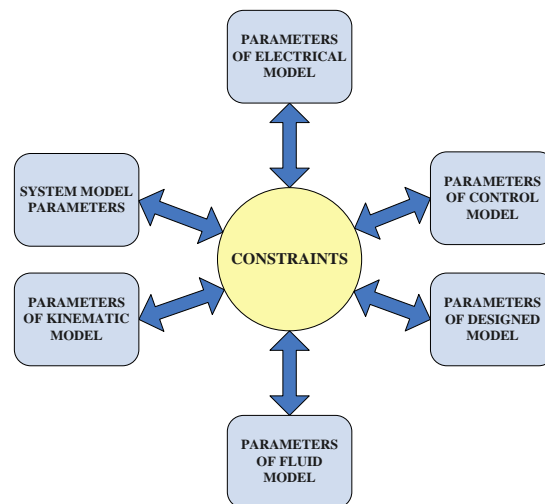 PARAMETERS
OF ELECTRICAL
MODEL
SYSTEM MODEL
PARAMETERS
PARAMETERS
OF CONTROL
MODEL
CONSTRAINTS
PARAMETERS
OF KINEMATIC
MODEL
PARAMETERS
OF DESIGNED
MODEL
PARAMETERS
OF FLUID
MODEL